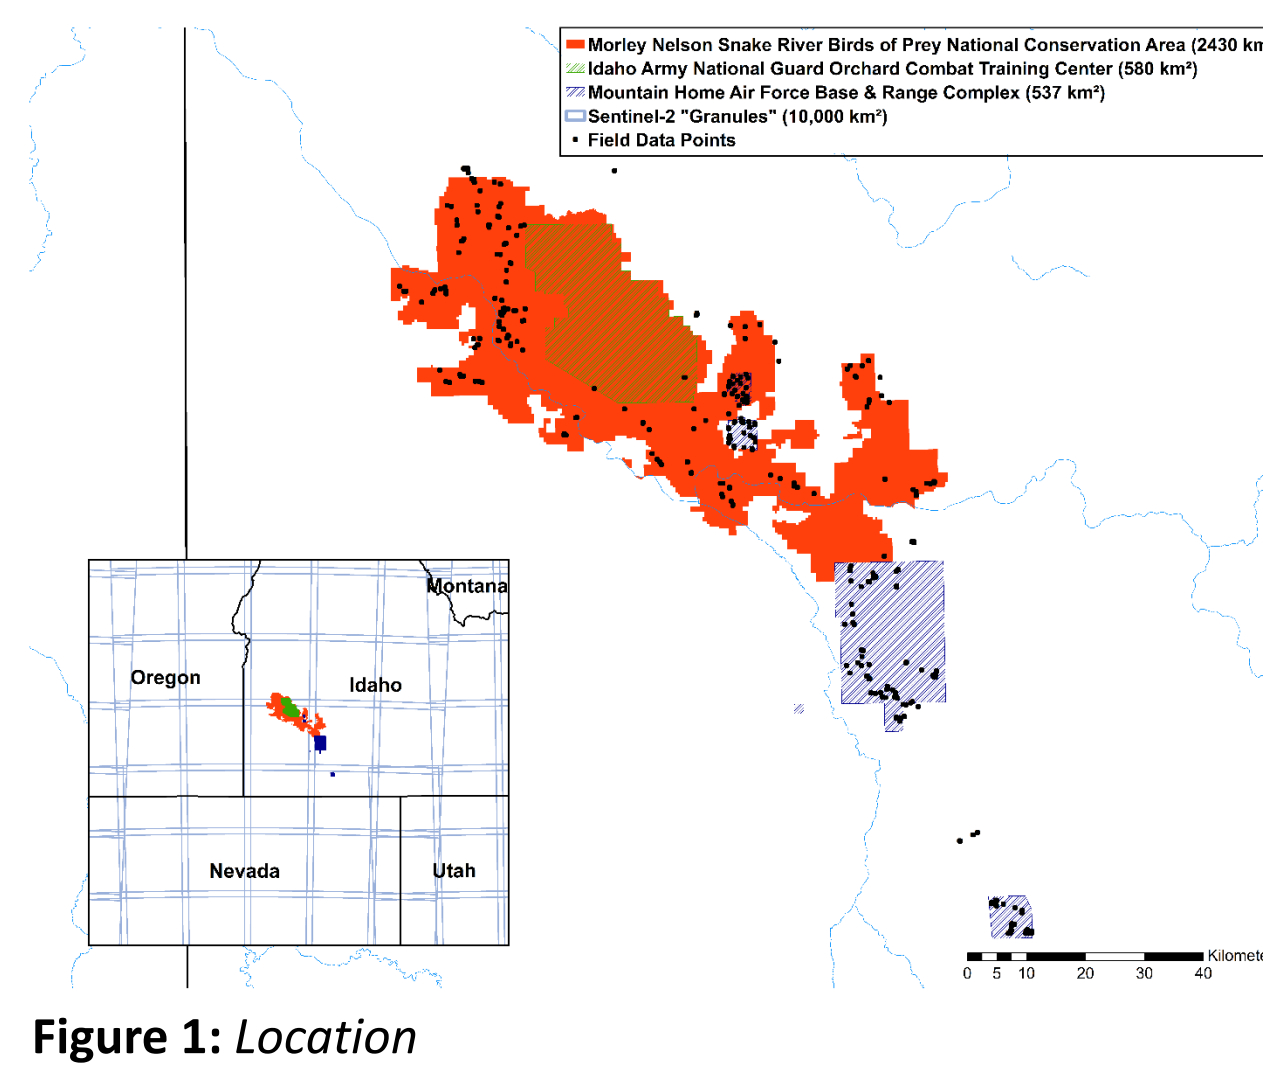 Morley Nelson Snake River Birds of Prey National Conservation Area (2430 km
Idaho Army National Guard Orchard Combat Training Center (580 km²)
Mountain Home Air Force Base & Range Complex (537 km²)
Sentinel-2 "Granules" (10,000 km²)
Field Data Points
Montana
Oregon
Idaho
Nevada
Utah
Kilomete
0 5 10 20 30 40
Figure 1: Location